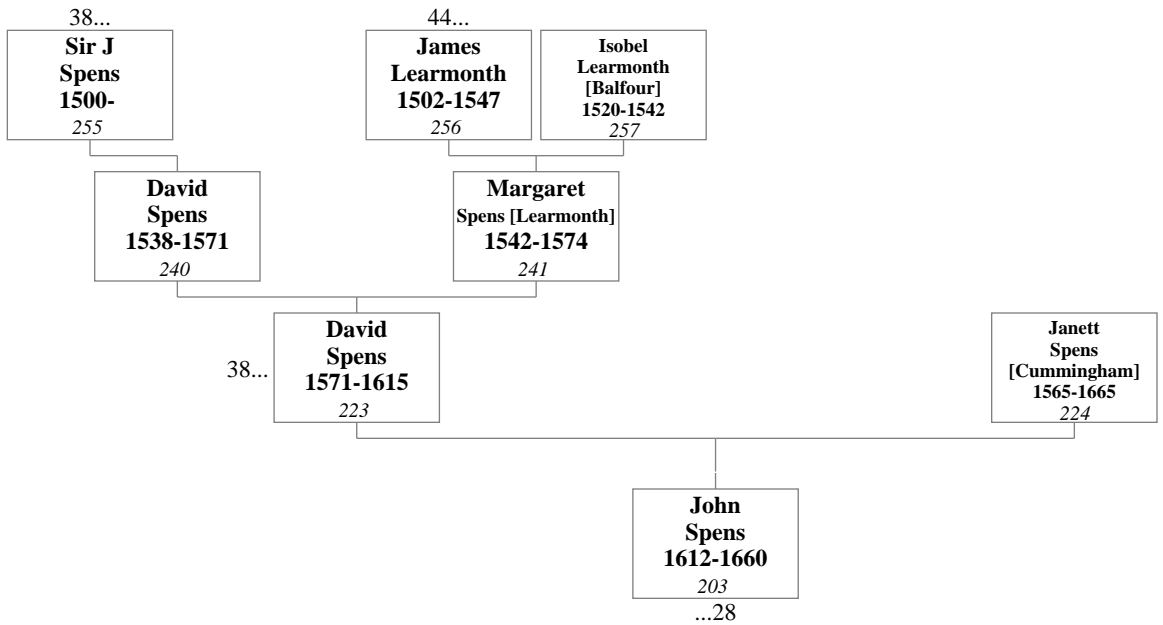 38...
Sir J
Spens
1500-
255
44...
James
Learmonth
1502-1547
256
Isobel
Learmonth
[Balfour]
1520-1542
257
David
Spens
1538-1571
240
Margaret
Spens [Learmonth]
1542-1574
241
38...
David
Spens
1571-1615
223
Janett
Spens
[Cummingham]
1565-1665
224
John
Spens
1612-1660
203
...28